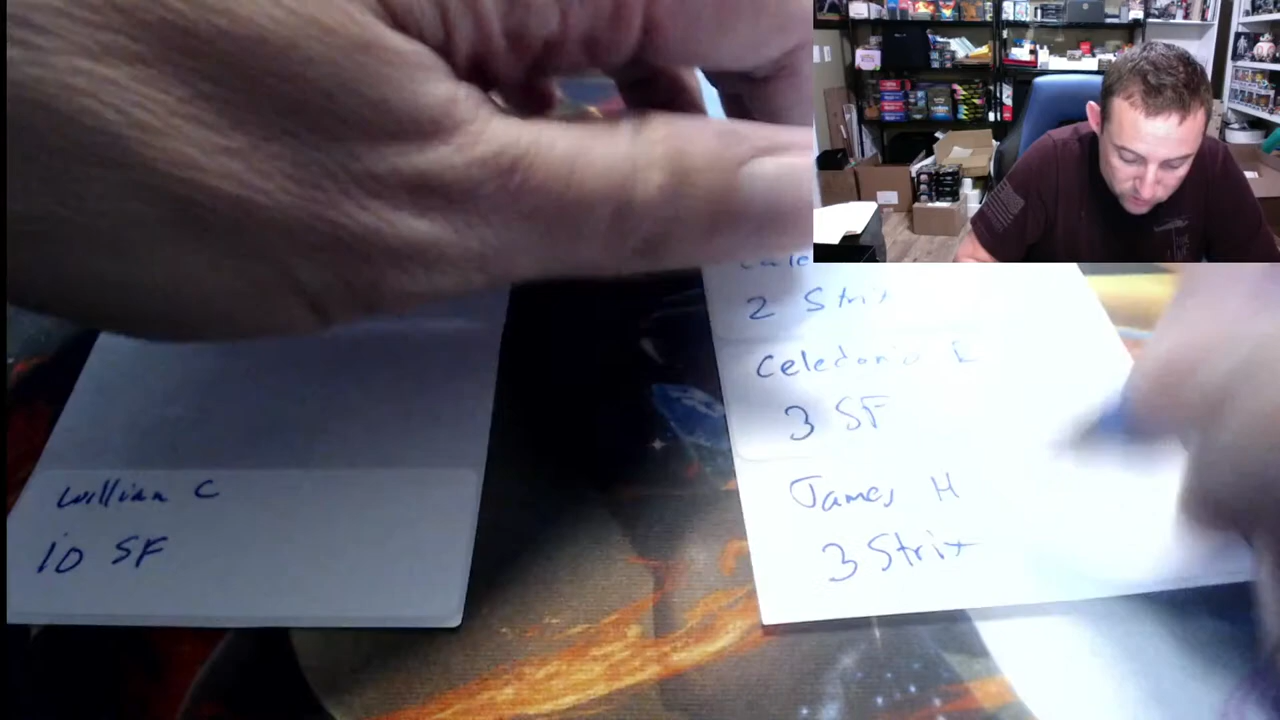 William C
10 SF
2 Strix
Celedonio E
3 SF
James H
3 Strix